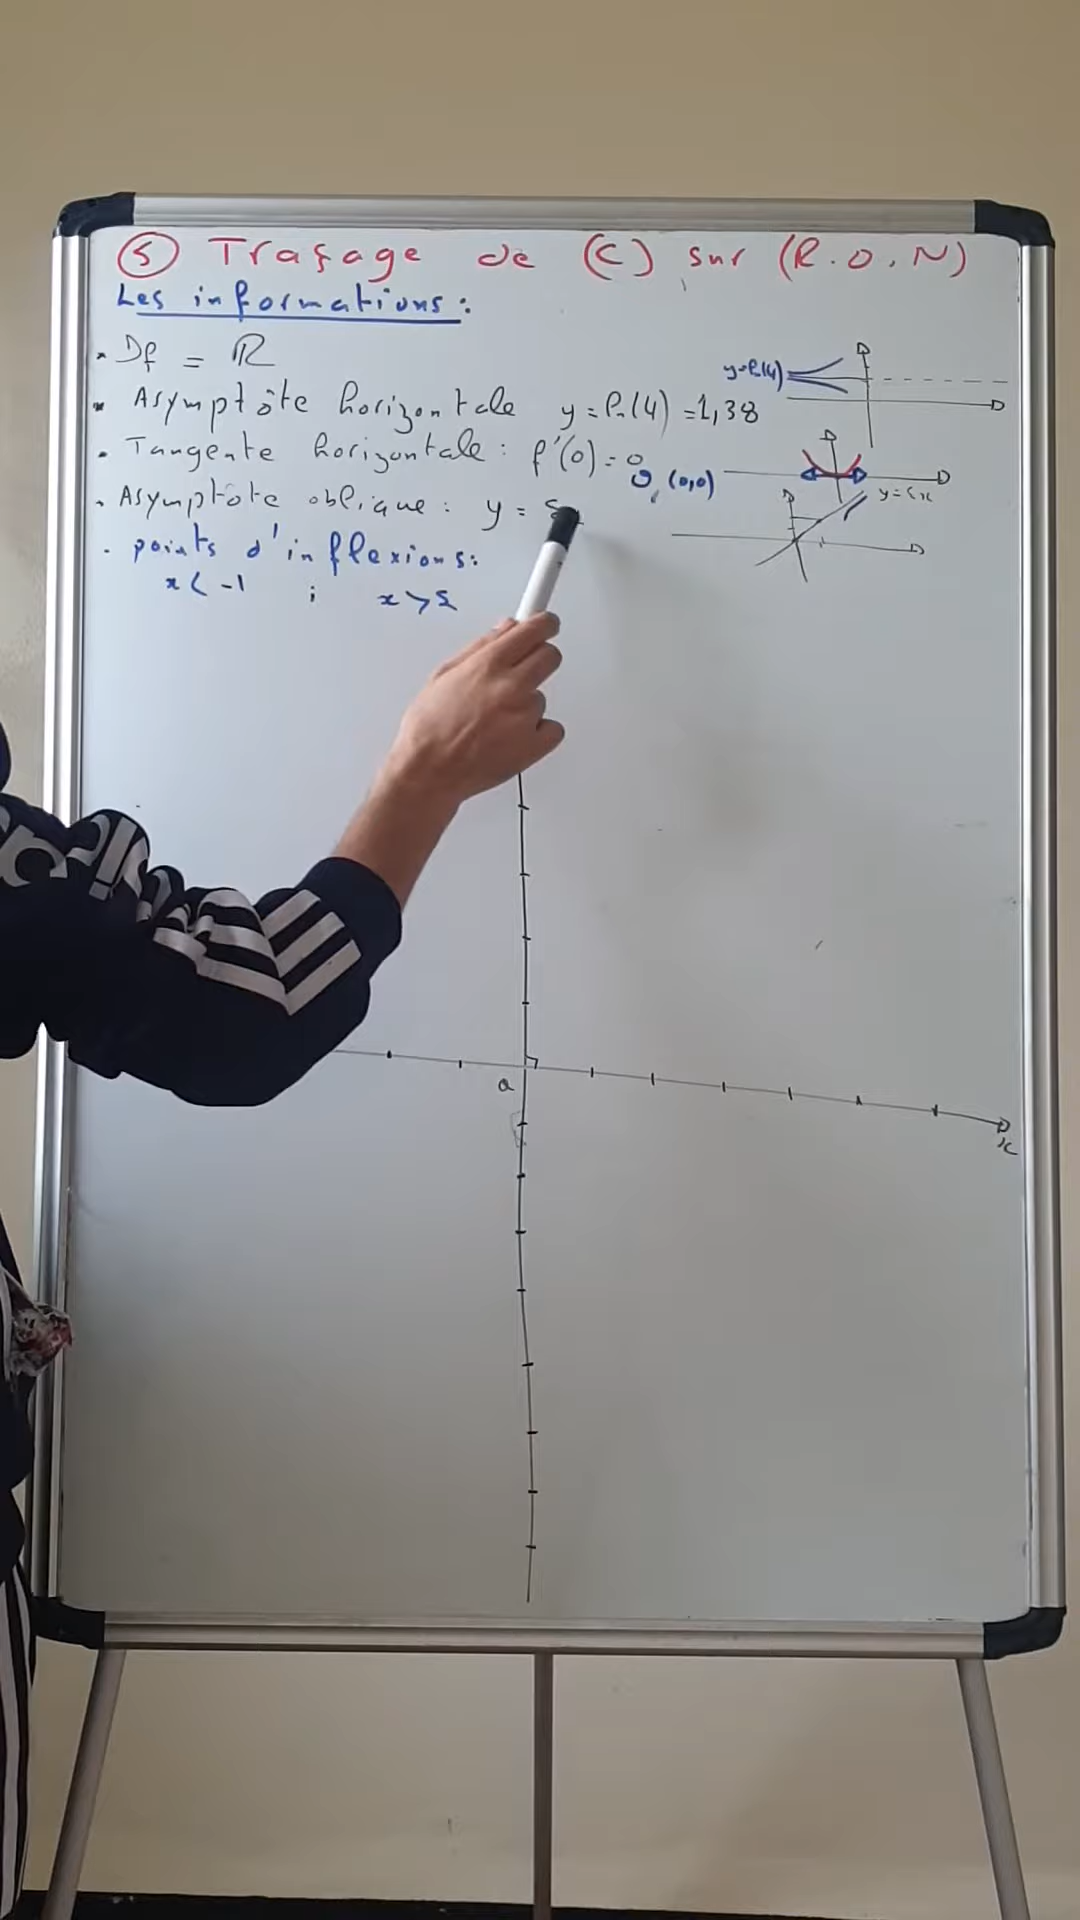 ⑤ Traçage de (C) sur (R.O.N)
Les informations:
• Df = ℝ
• Asymptôte horizontale y = ln(4) = 1,38
• Tangente horizontale: f'(0) = 0
0, (0,0)
• Asymptôte oblique: y =
• points d'inflexions:
x < -1 ;
y = ln(4)
o
x